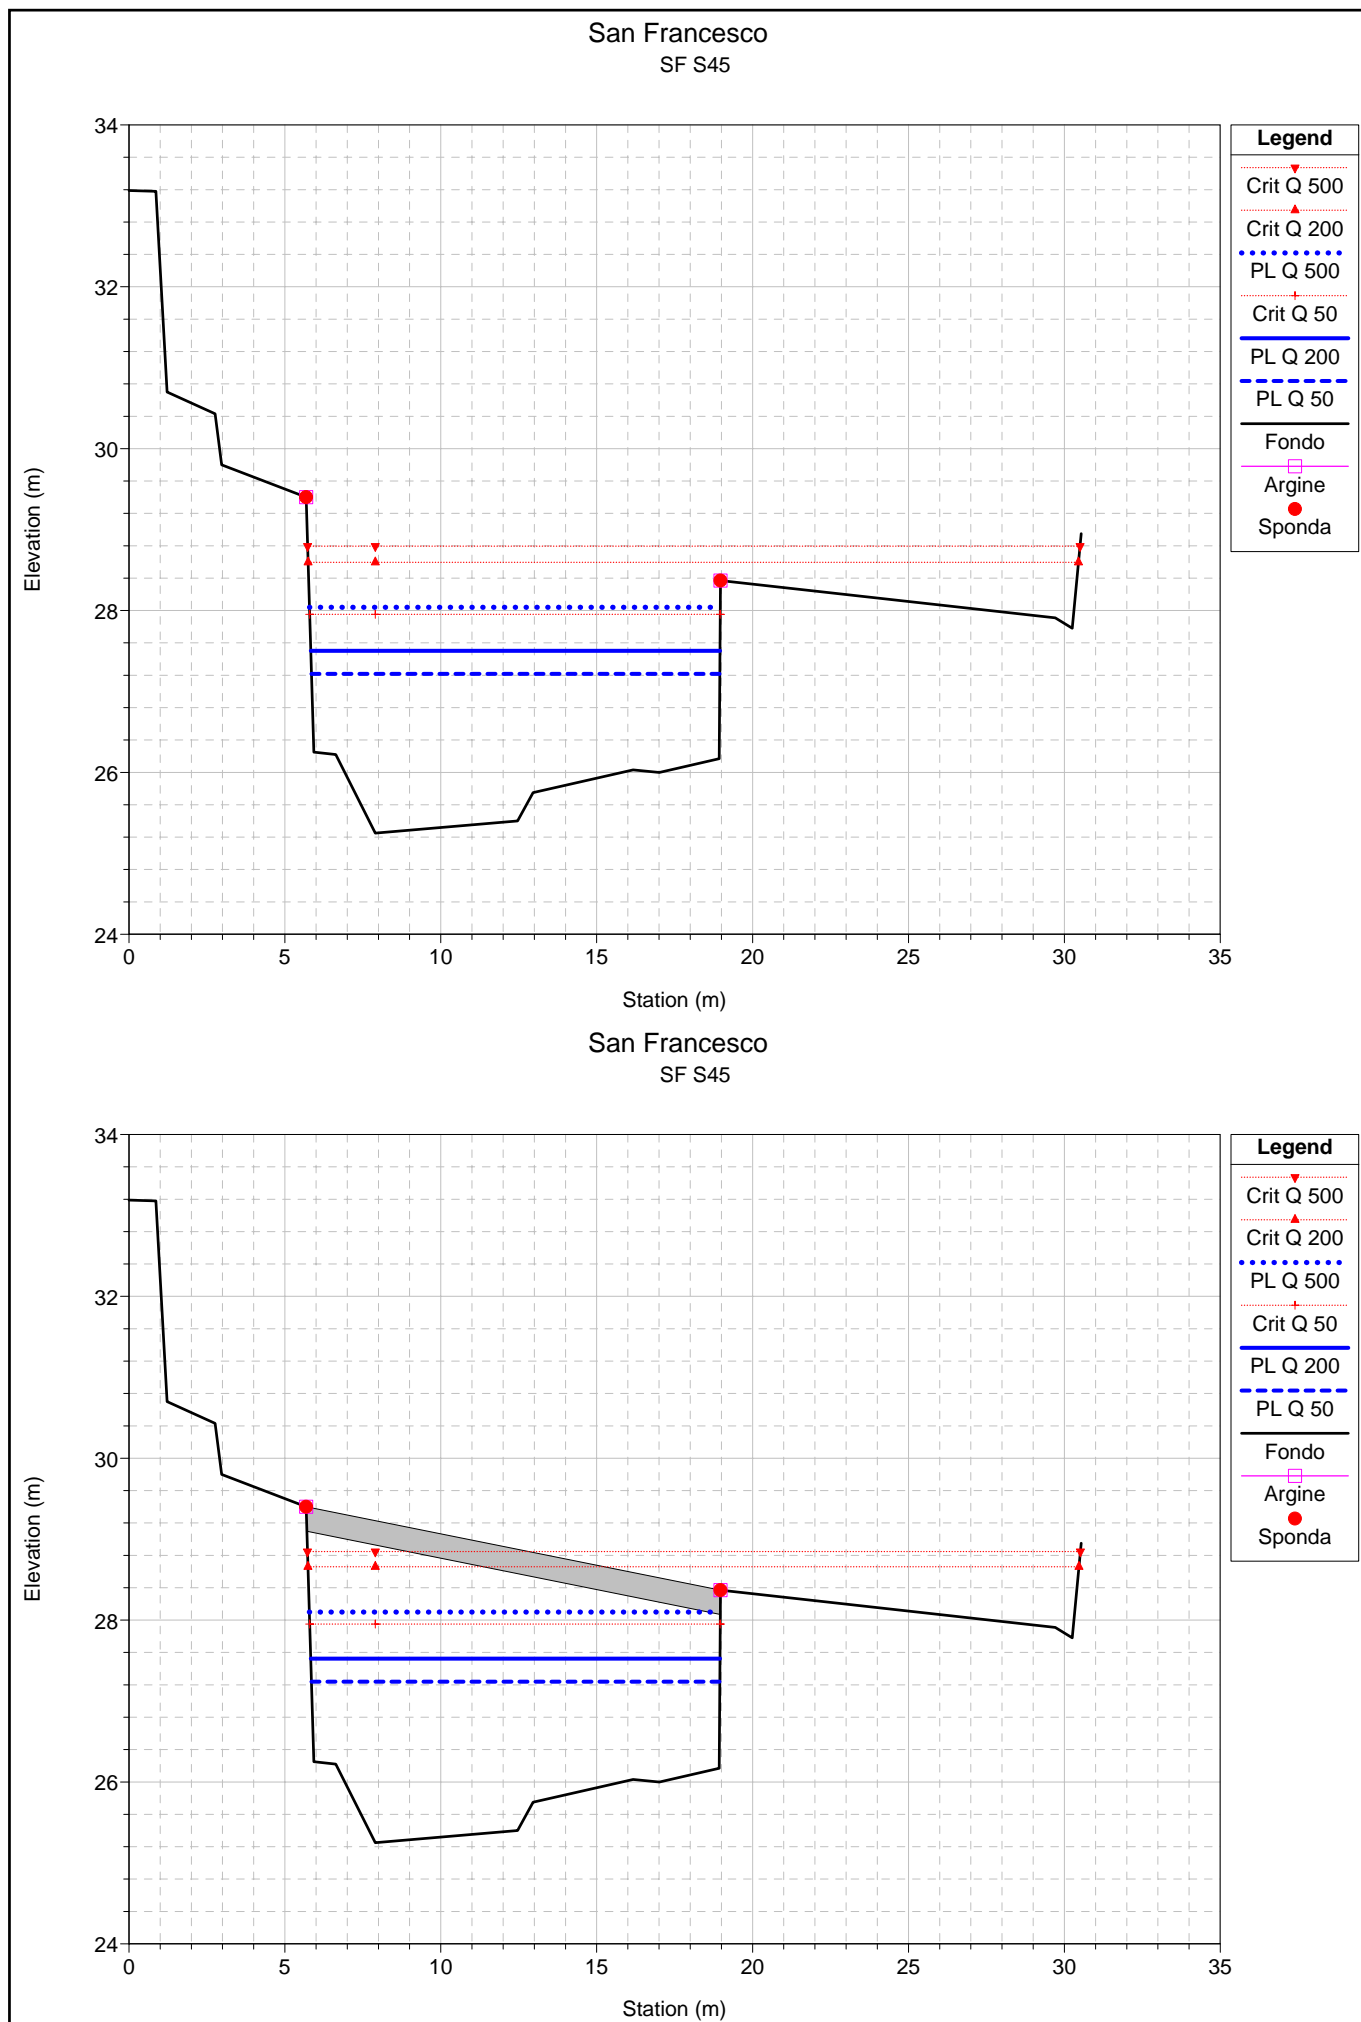 San Francesco
SF S45
34
32
30
28
26
24
Elevation (m)
0 5 10 15 20 25 30 35
Station (m)
Legend
Crit Q 500
Crit Q 200
PL Q 500
Crit Q 50
PL Q 200
PL Q 50
Fondo
Argine
Sponda
San Francesco
SF S45
34
32
30
28
26
24
Elevation (m)
0 5 10 15 20 25 30 35
Station (m)
Legend
Crit Q 500
Crit Q 200
PL Q 500
Crit Q 50
PL Q 200
PL Q 50
Fondo
Argine
Sponda